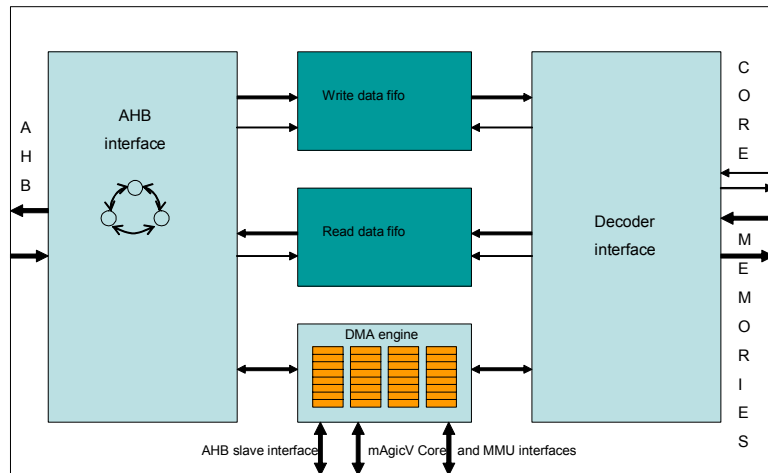 A H B
AHB
interface
Write data fifo
Read data fifo
DMA engine
Decoder
interface
C O R E
M E M O R I E S
AHB slave interface
mAgicV Core
and MMU interfaces